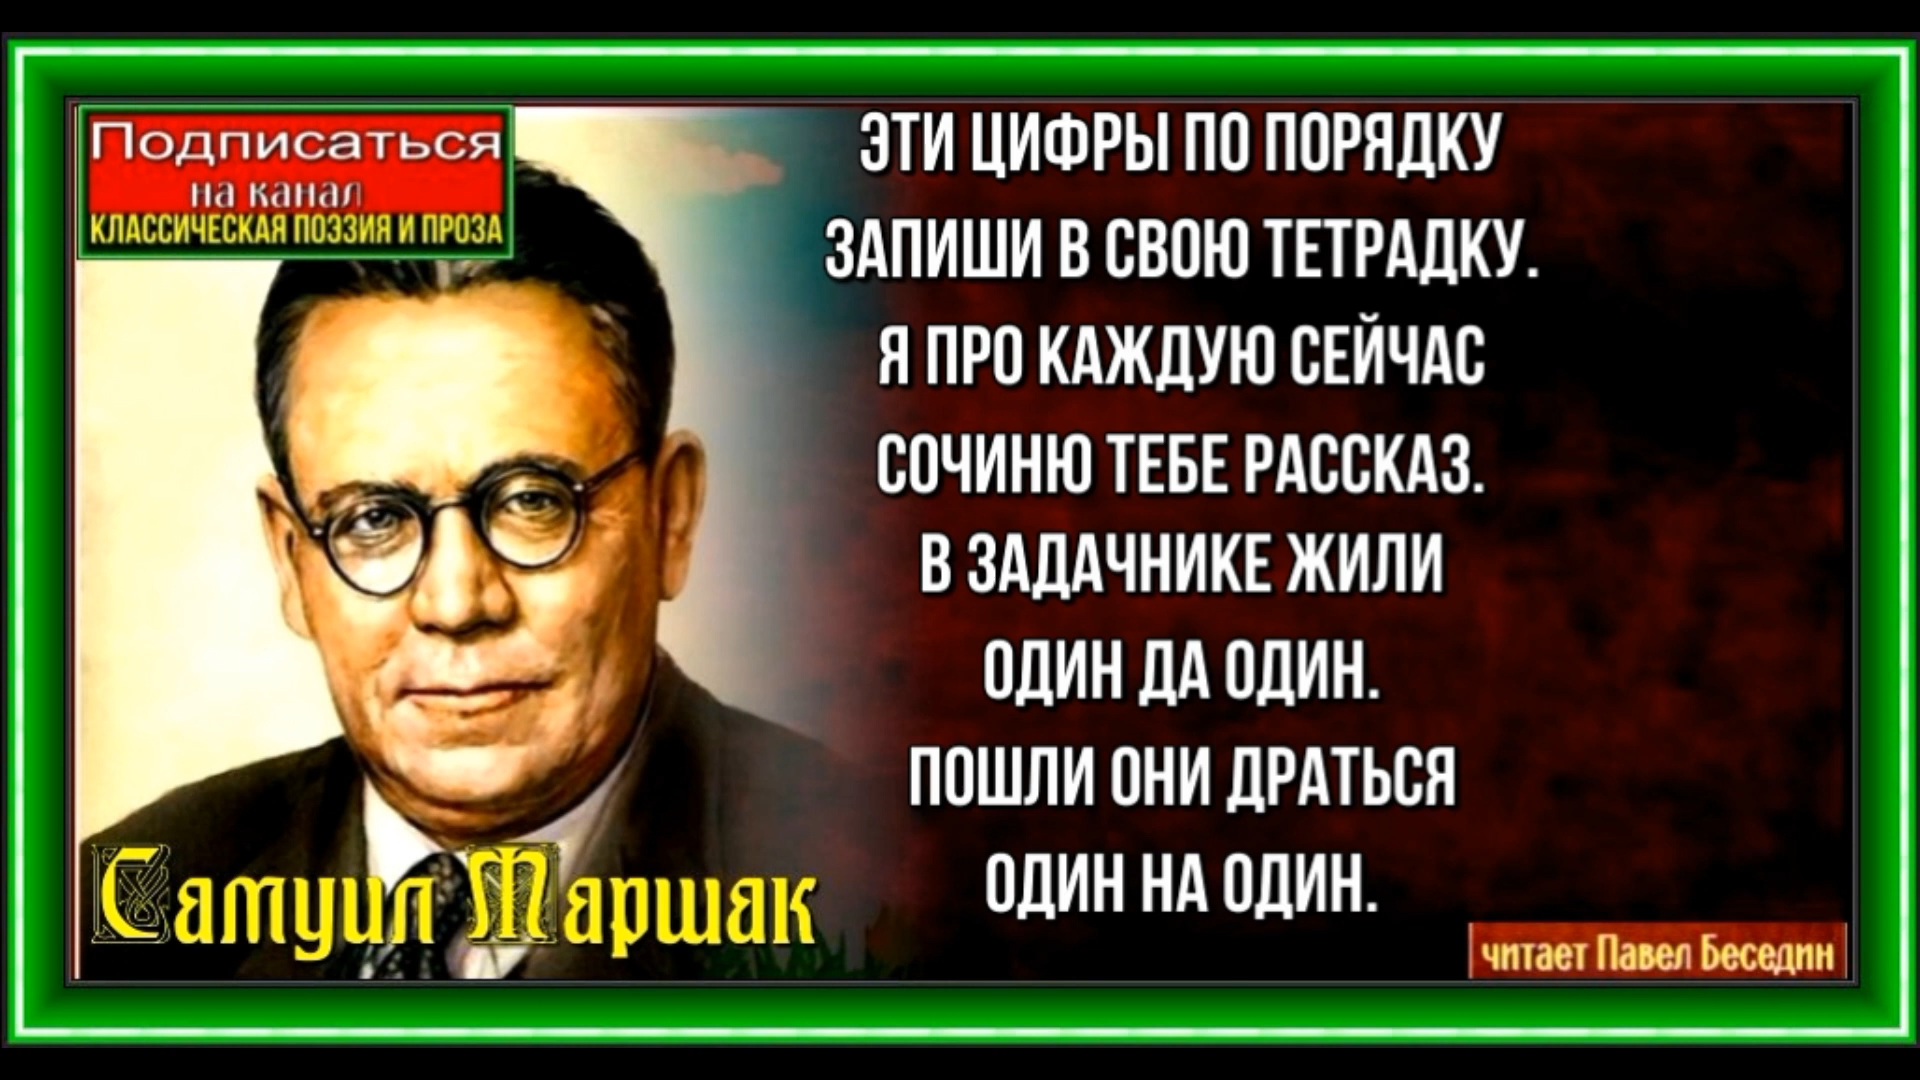 Подписаться
на канал
КЛАССИЧЕСКАЯ ПОЭЗИЯ И ПРОЗА
ЭТИ ЦИФРЫ ПО ПОРЯДКУ
ЗАПИШИ В СВОЮ ТЕТРАДКУ.
Я ПРО КАЖДУЮ СЕЙЧАС
СОЧИНЮ ТЕБЕ РАССКАЗ.
В ЗАДАЧНИКЕ ЖИЛИ
ОДИН ДА ОДИН.
ПОШЛИ ОНИ ДРАТЬСЯ
ОДИН НА ОДИН.
Самуил Маршак
читает Павел Беседин